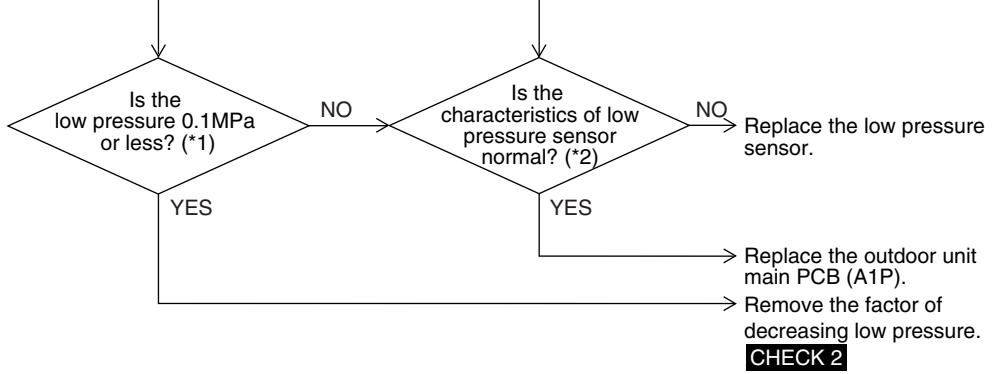 Is the
low pressure 0.1MPa
or less? (*1)
NO
YES
Is the
characteristics of low
pressure sensor
normal? (*2)
NO
YES
Replace the low pressure
sensor.
Replace the outdoor unit
main PCB (A1P).
Remove the factor of
decreasing low pressure.
CHECK 2